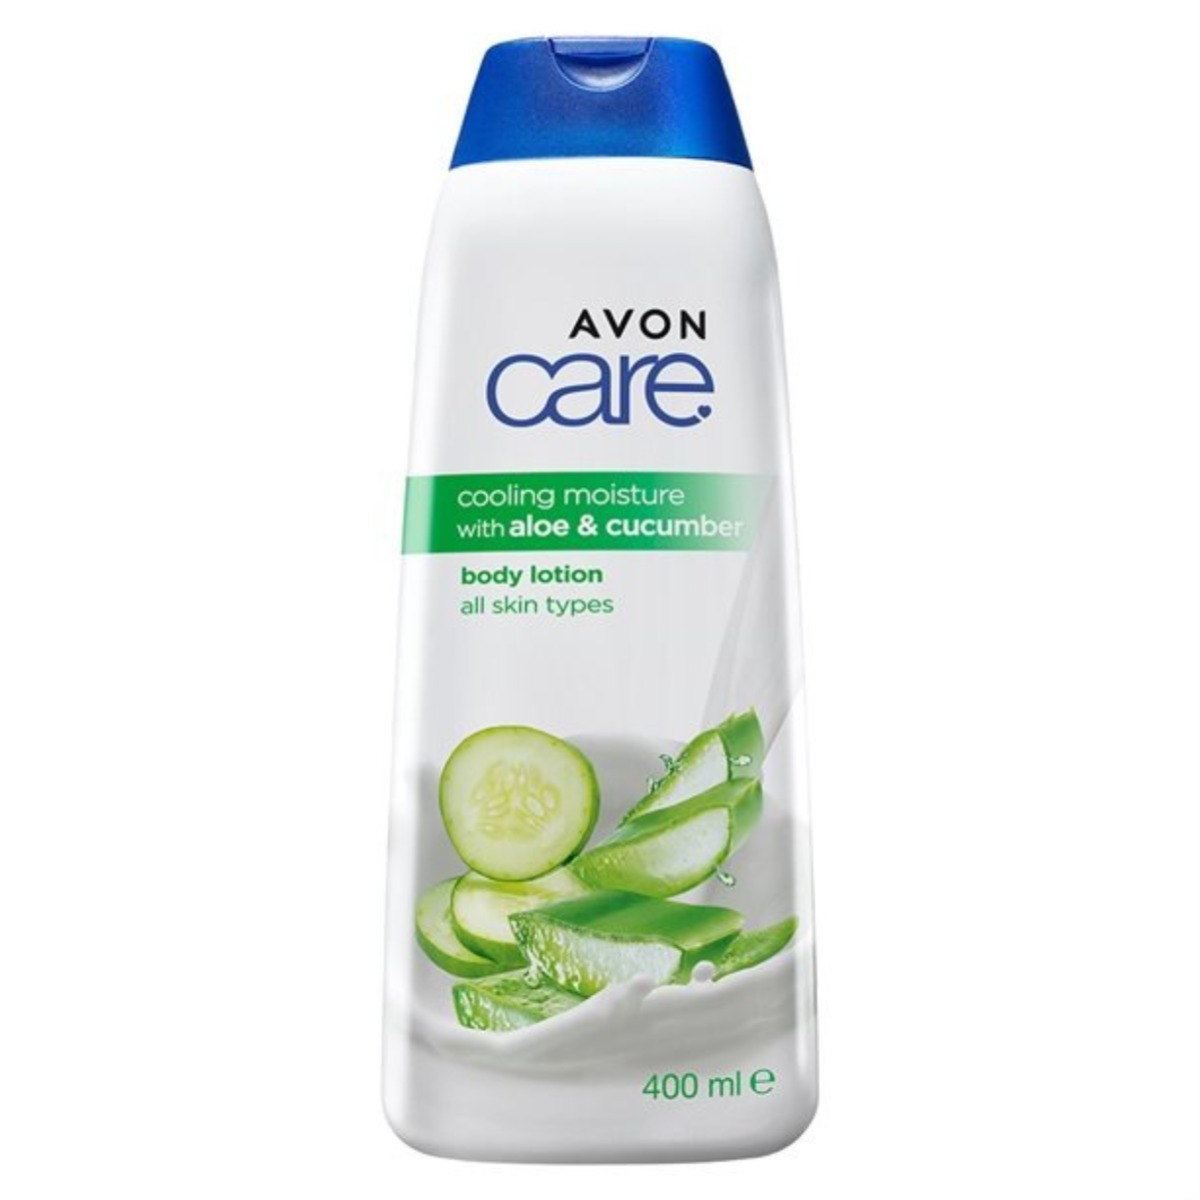 AVON
care
cooling moisture
with aloe & cucumber
body lotion
all skin types
400 ml e